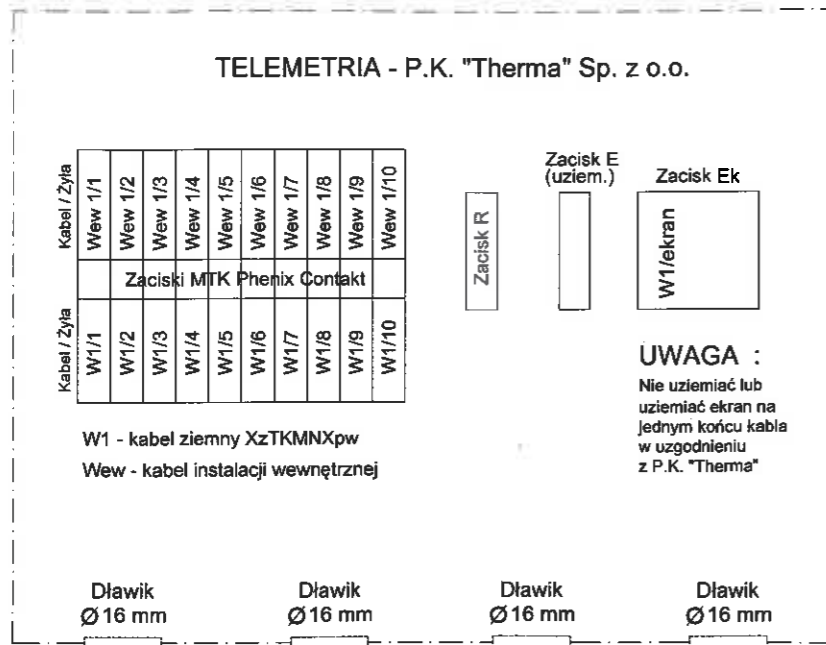 TELEMETRIA - P.K. "Therma" Sp. z o.o.
Kabel / Żyła
Wew 1/1
Wew 1/2
Wew 1/3
Wew 1/4
Wew 1/5
Wew 1/6
Wew 1/7
Wew 1/8
Wew 1/9
Wew 1/10
Zaciski MTK Phenix Contakt
Kabel / Żyła
W1/1
W1/2
W1/3
W1/4
W1/5
W1/6
W1/7
W1/8
W1/9
W1/10
Zacisk R
Zacisk E
(uziem.)
Zacisk Ek
W1/ekran
UWAGA :
Nie uziemiać lub
uziemiać ekran na
jednym końcu kabla
w uzgodnieniu
z P.K. "Therma"
W1 - kabel ziemny XzTKMNXpw
Wew - kabel instalacji wewnętrznej
Dławik
Ø 16 mm
Dławik
Ø 16 mm
Dławik
Ø 16 mm
Dławik
Ø 16 mm